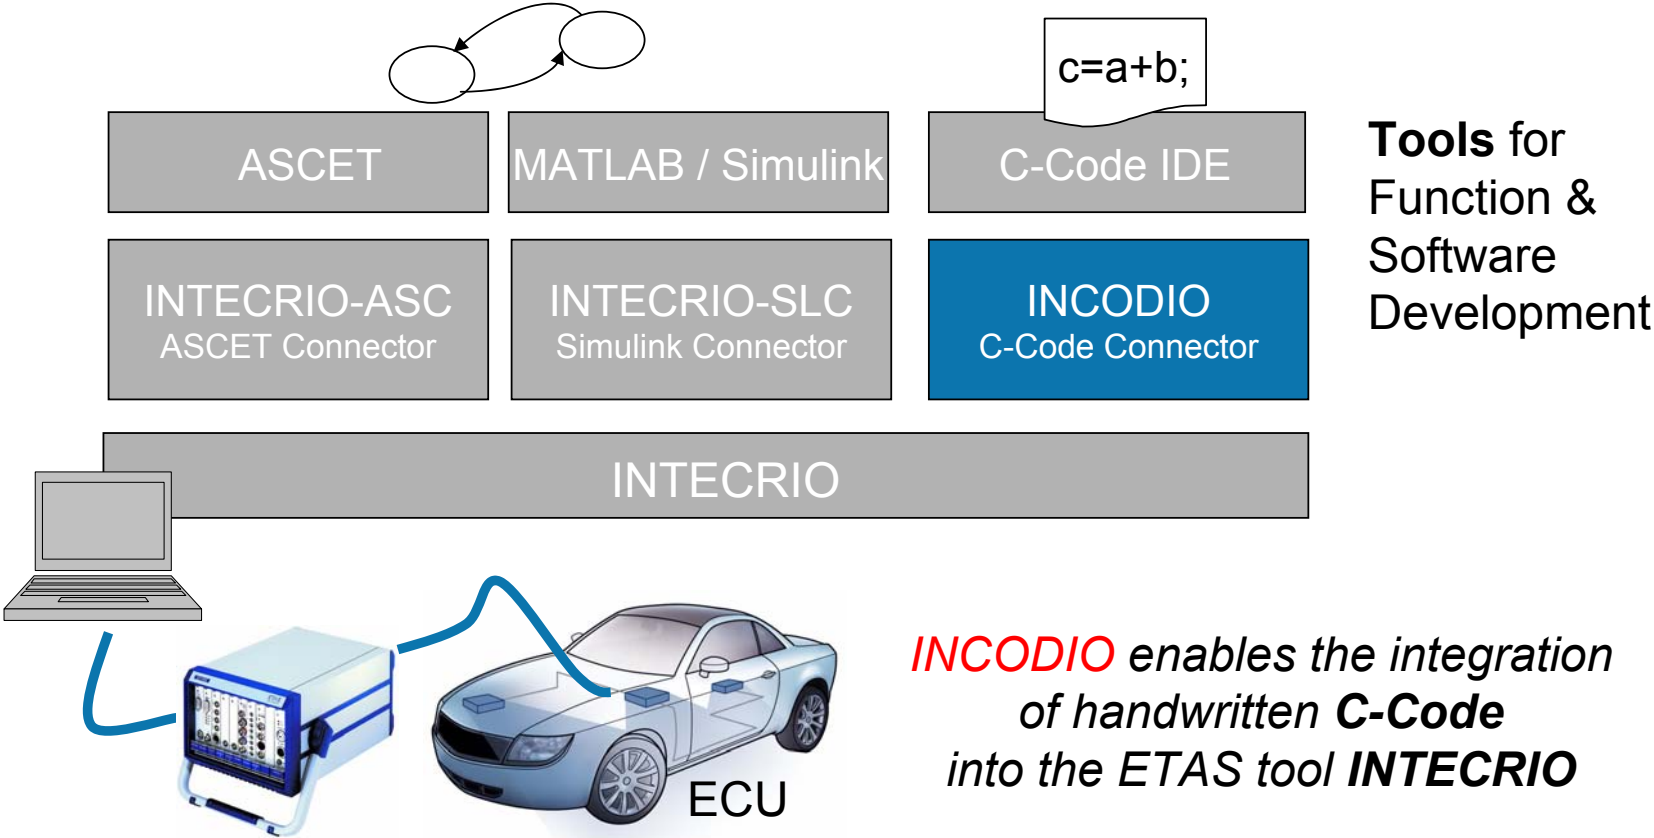 c=a+b;
ASCET
MATLAB / Simulink
C-Code IDE
Tools for
Function &
Software
Development
INTECRIO-ASC
ASCET Connector
INTECRIO-SLC
Simulink Connector
INCODIO
C-Code Connector
INTECRIO
INCODIO enables the integration
of handwritten C-Code
into the ETAS tool INTECRIO
ECU